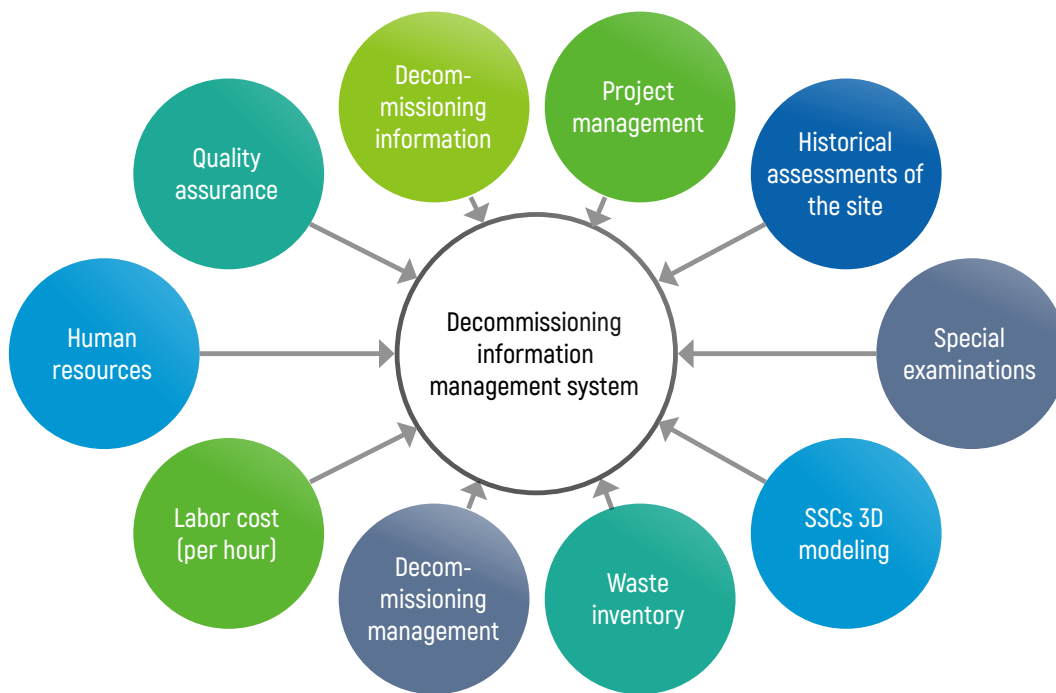 Decom-
missioning
information
Project
management
Quality
assurance
Historical
assessments of
the site
Human
resources
Decommissioning
information
management system
Special
examinations
Labor cost
(per hour)
Decom-
missioning
management
Waste
inventory
SSCs 3D
modeling